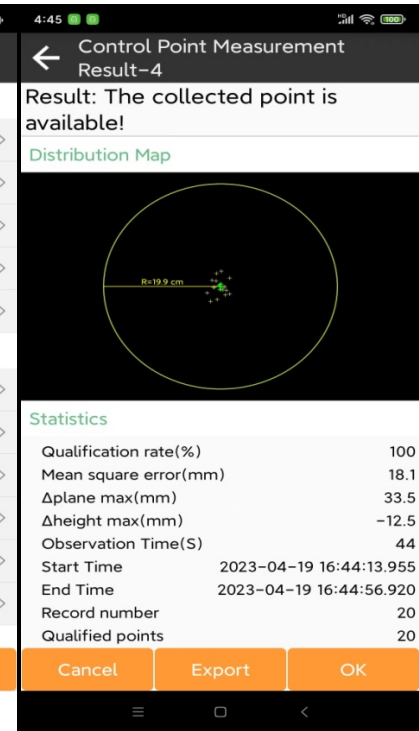 4:45
HD 100
Control Point Measurement
Result-4
Result: The collected point is
available!
Distribution Map
R=19.9 cm
Statistics
Qualification rate(%) 100
Mean square error(mm) 18.1
Δplane max(mm) 33.5
Δheight max(mm) -12.5
Observation Time(S) 44
Start Time 2023-04-19 16:44:13.955
End Time 2023-04-19 16:44:56.920
Record number 20
Qualified points 20
Cancel Export OK